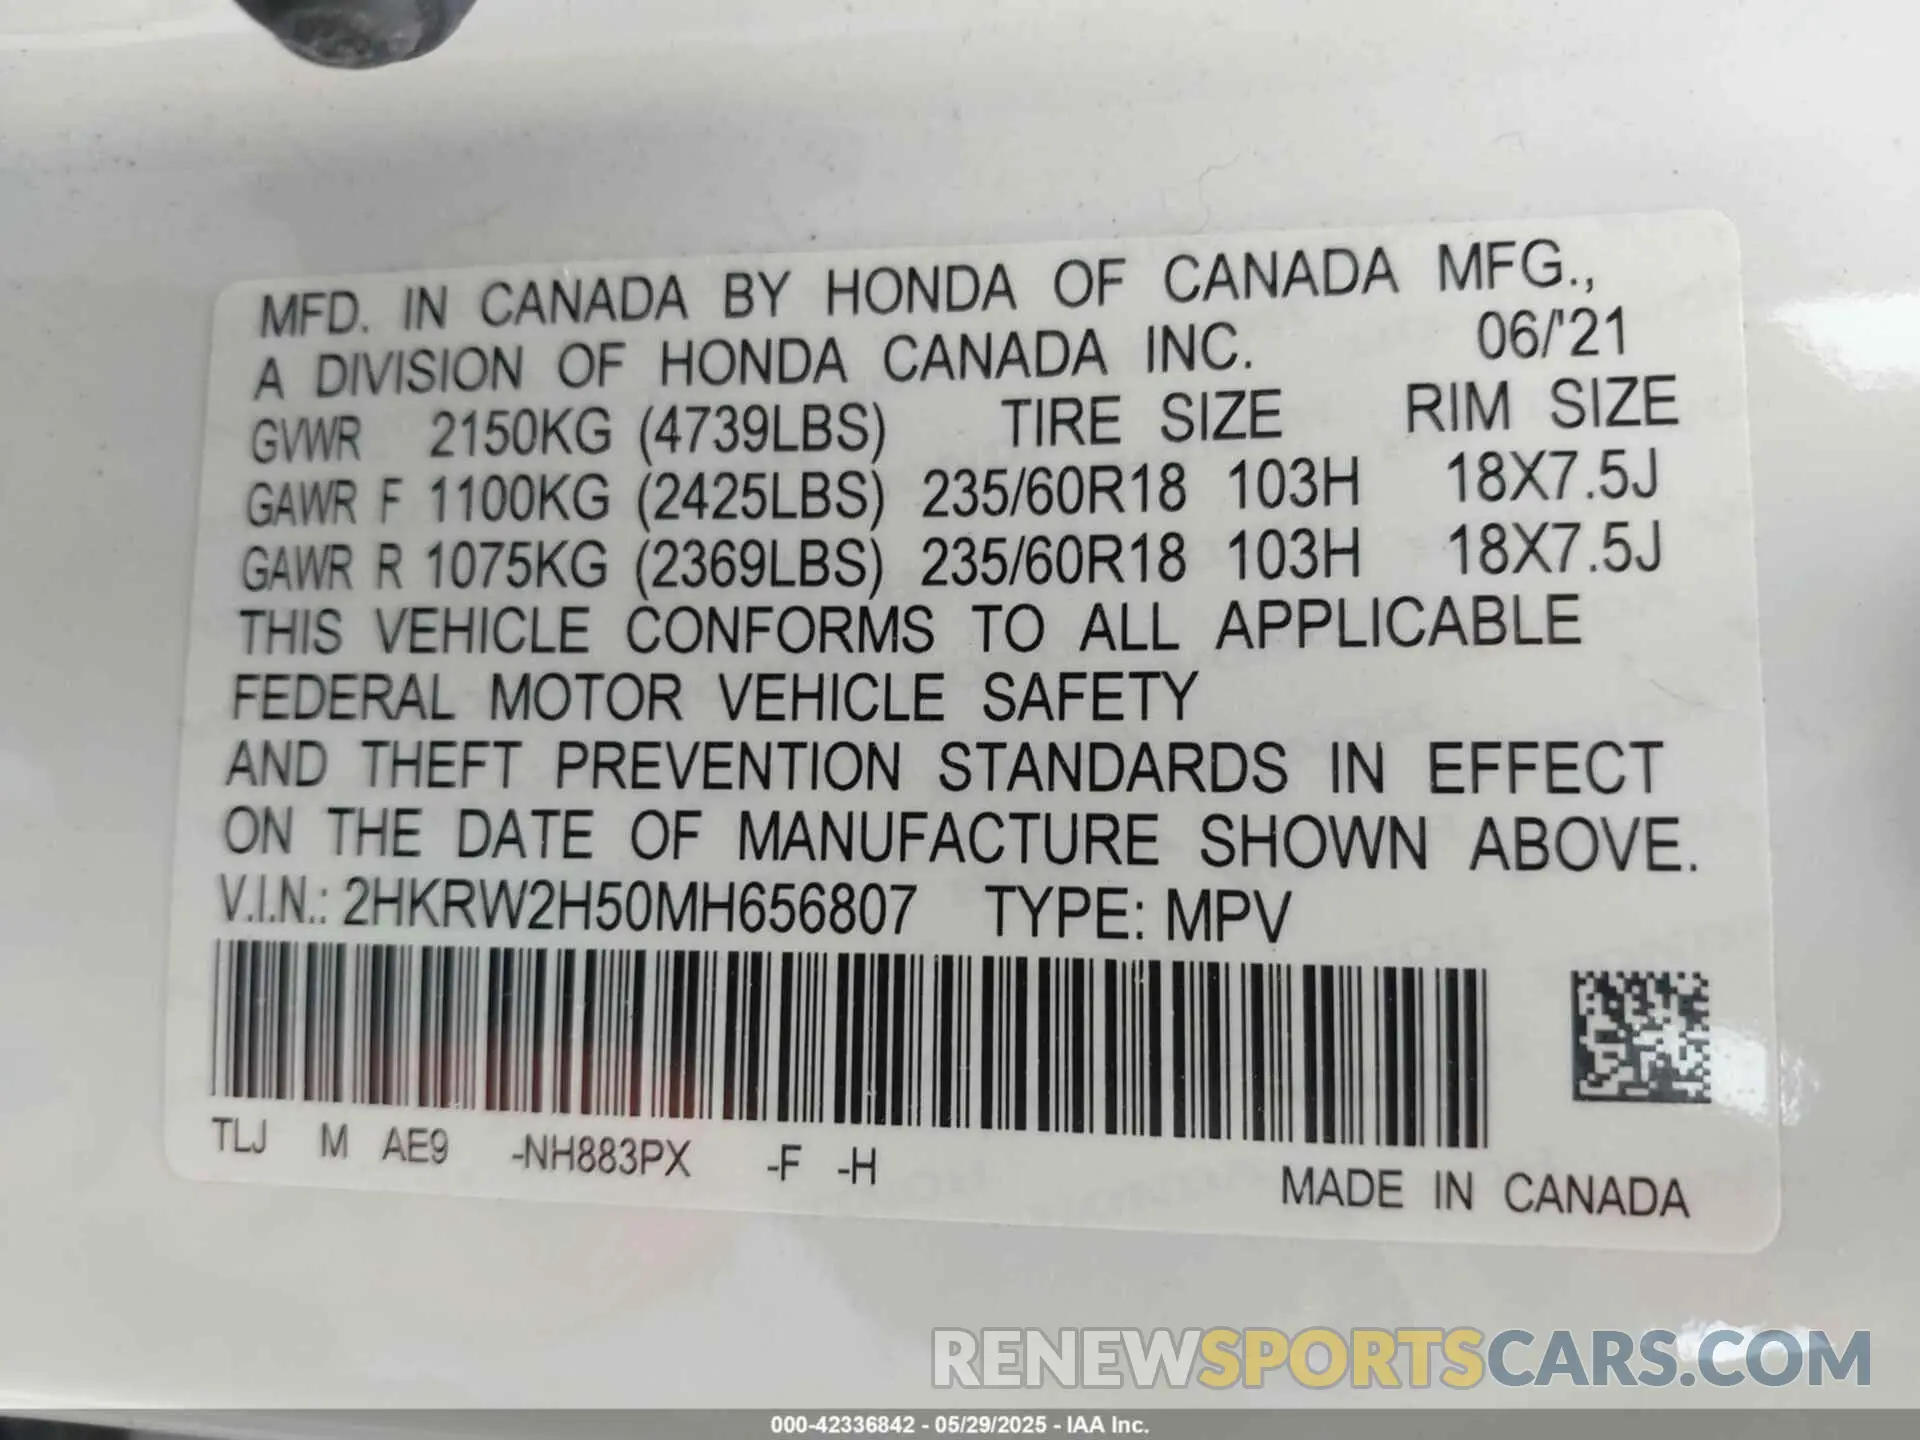 MFD. IN CANADA BY HONDA OF CANADA MFG.,
A DIVISION OF HONDA CANADA INC. 06/'21
GVWR 2150KG (4739LBS) TIRE SIZE RIM SIZE
GAWR F 1100KG (2425LBS) 235/60R18 103H 18X7.5J
GAWR R 1075KG (2369LBS) 235/60R18 103H 18X7.5J
THIS VEHICLE CONFORMS TO ALL APPLICABLE
FEDERAL MOTOR VEHICLE SAFETY
AND THEFT PREVENTION STANDARDS IN EFFECT
ON THE DATE OF MANUFACTURE SHOWN ABOVE.
V.I.N.: 2HKRW2H50MH656807 TYPE: MPV
TLJ M AE9 -NH883PX -F -H
MADE IN CANADA
RENEWSPORTSCARS.COM
000-42336842 - 05/29/2025 - IAA Inc.